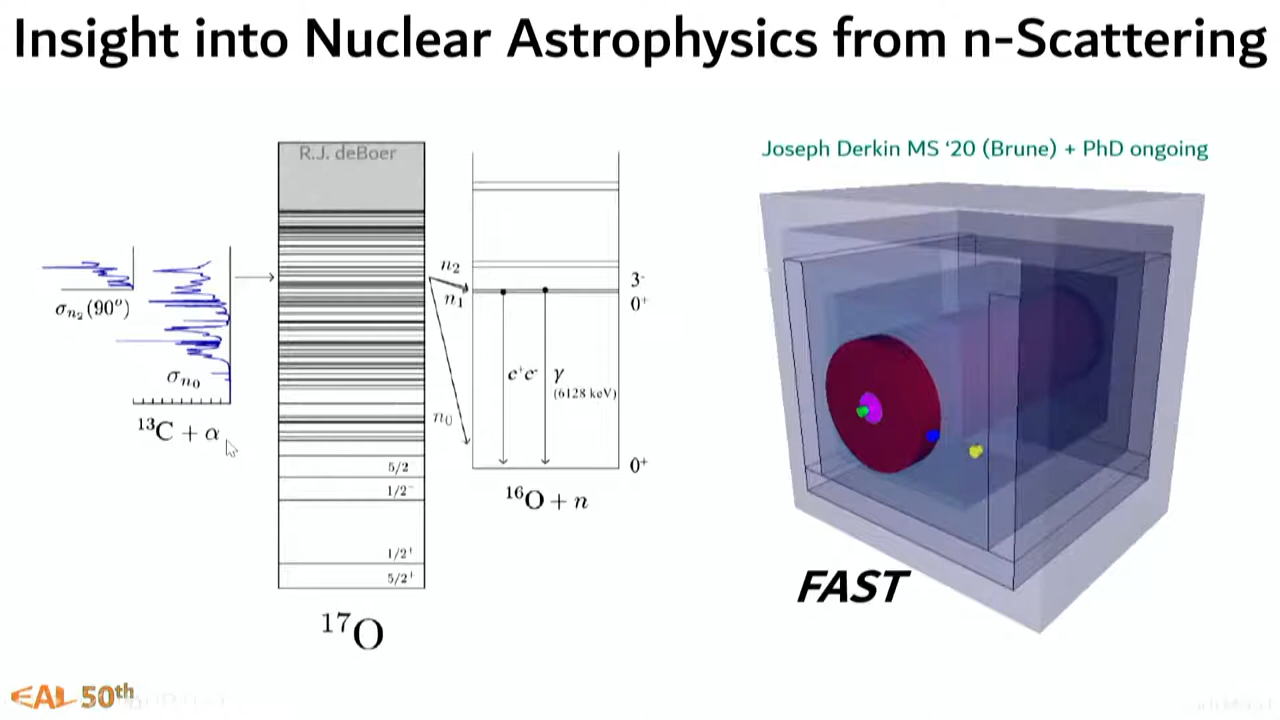 Insight into Nuclear Astrophysics from n-Scattering
R.J. deBoer
σn₂(90°)
σn₀
¹³C + α
5/2
1/2⁻
1/2⁺
5/2⁺
¹⁷O
n₂
n₁
n₀
3⁻
0⁺
e⁺e⁻
γ
(6128 keV)
0⁺
¹⁶O + n
Joseph Derkin MS ‘20 (Brune) + PhD ongoing
FAST
EAL 50th